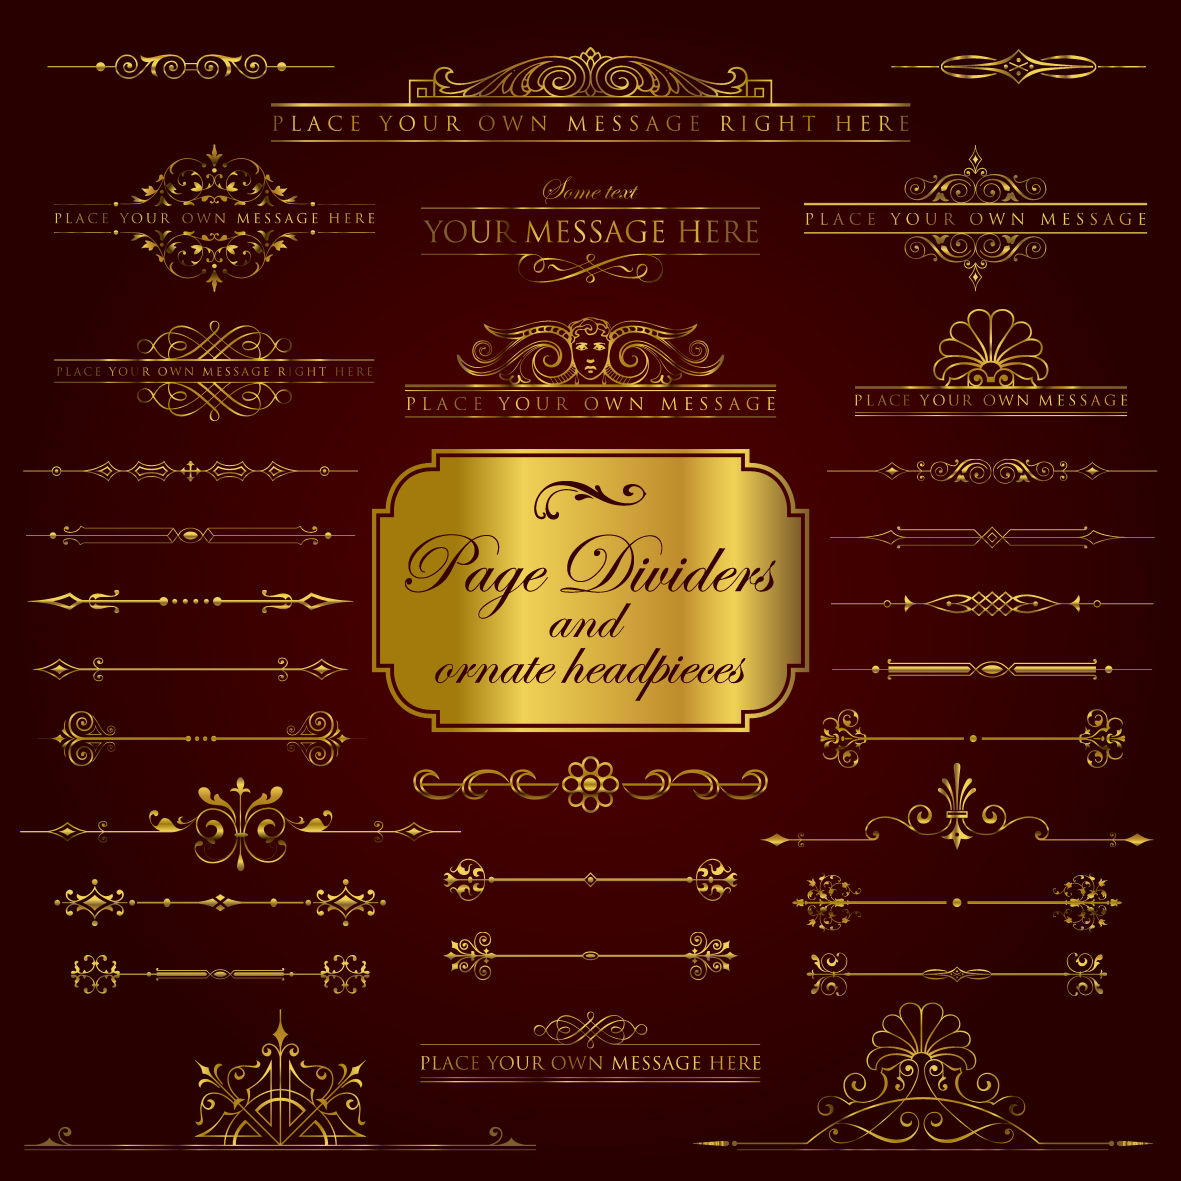 PLACE YOUR OWN MESSAGE RIGHT HERE
PLACE YOUR OWN MESSAGE HERE
Some text
YOUR MESSAGE HERE
PLACE YOUR OWN MESSAGE
PLACE YOUR OWN MESSAGE RIGHT HERE
PLACE YOUR OWN MESSAGE
PLACE YOUR OWN MESSAGE
Page Dividers
and
ornate headpieces
PLACE YOUR OWN MESSAGE HERE